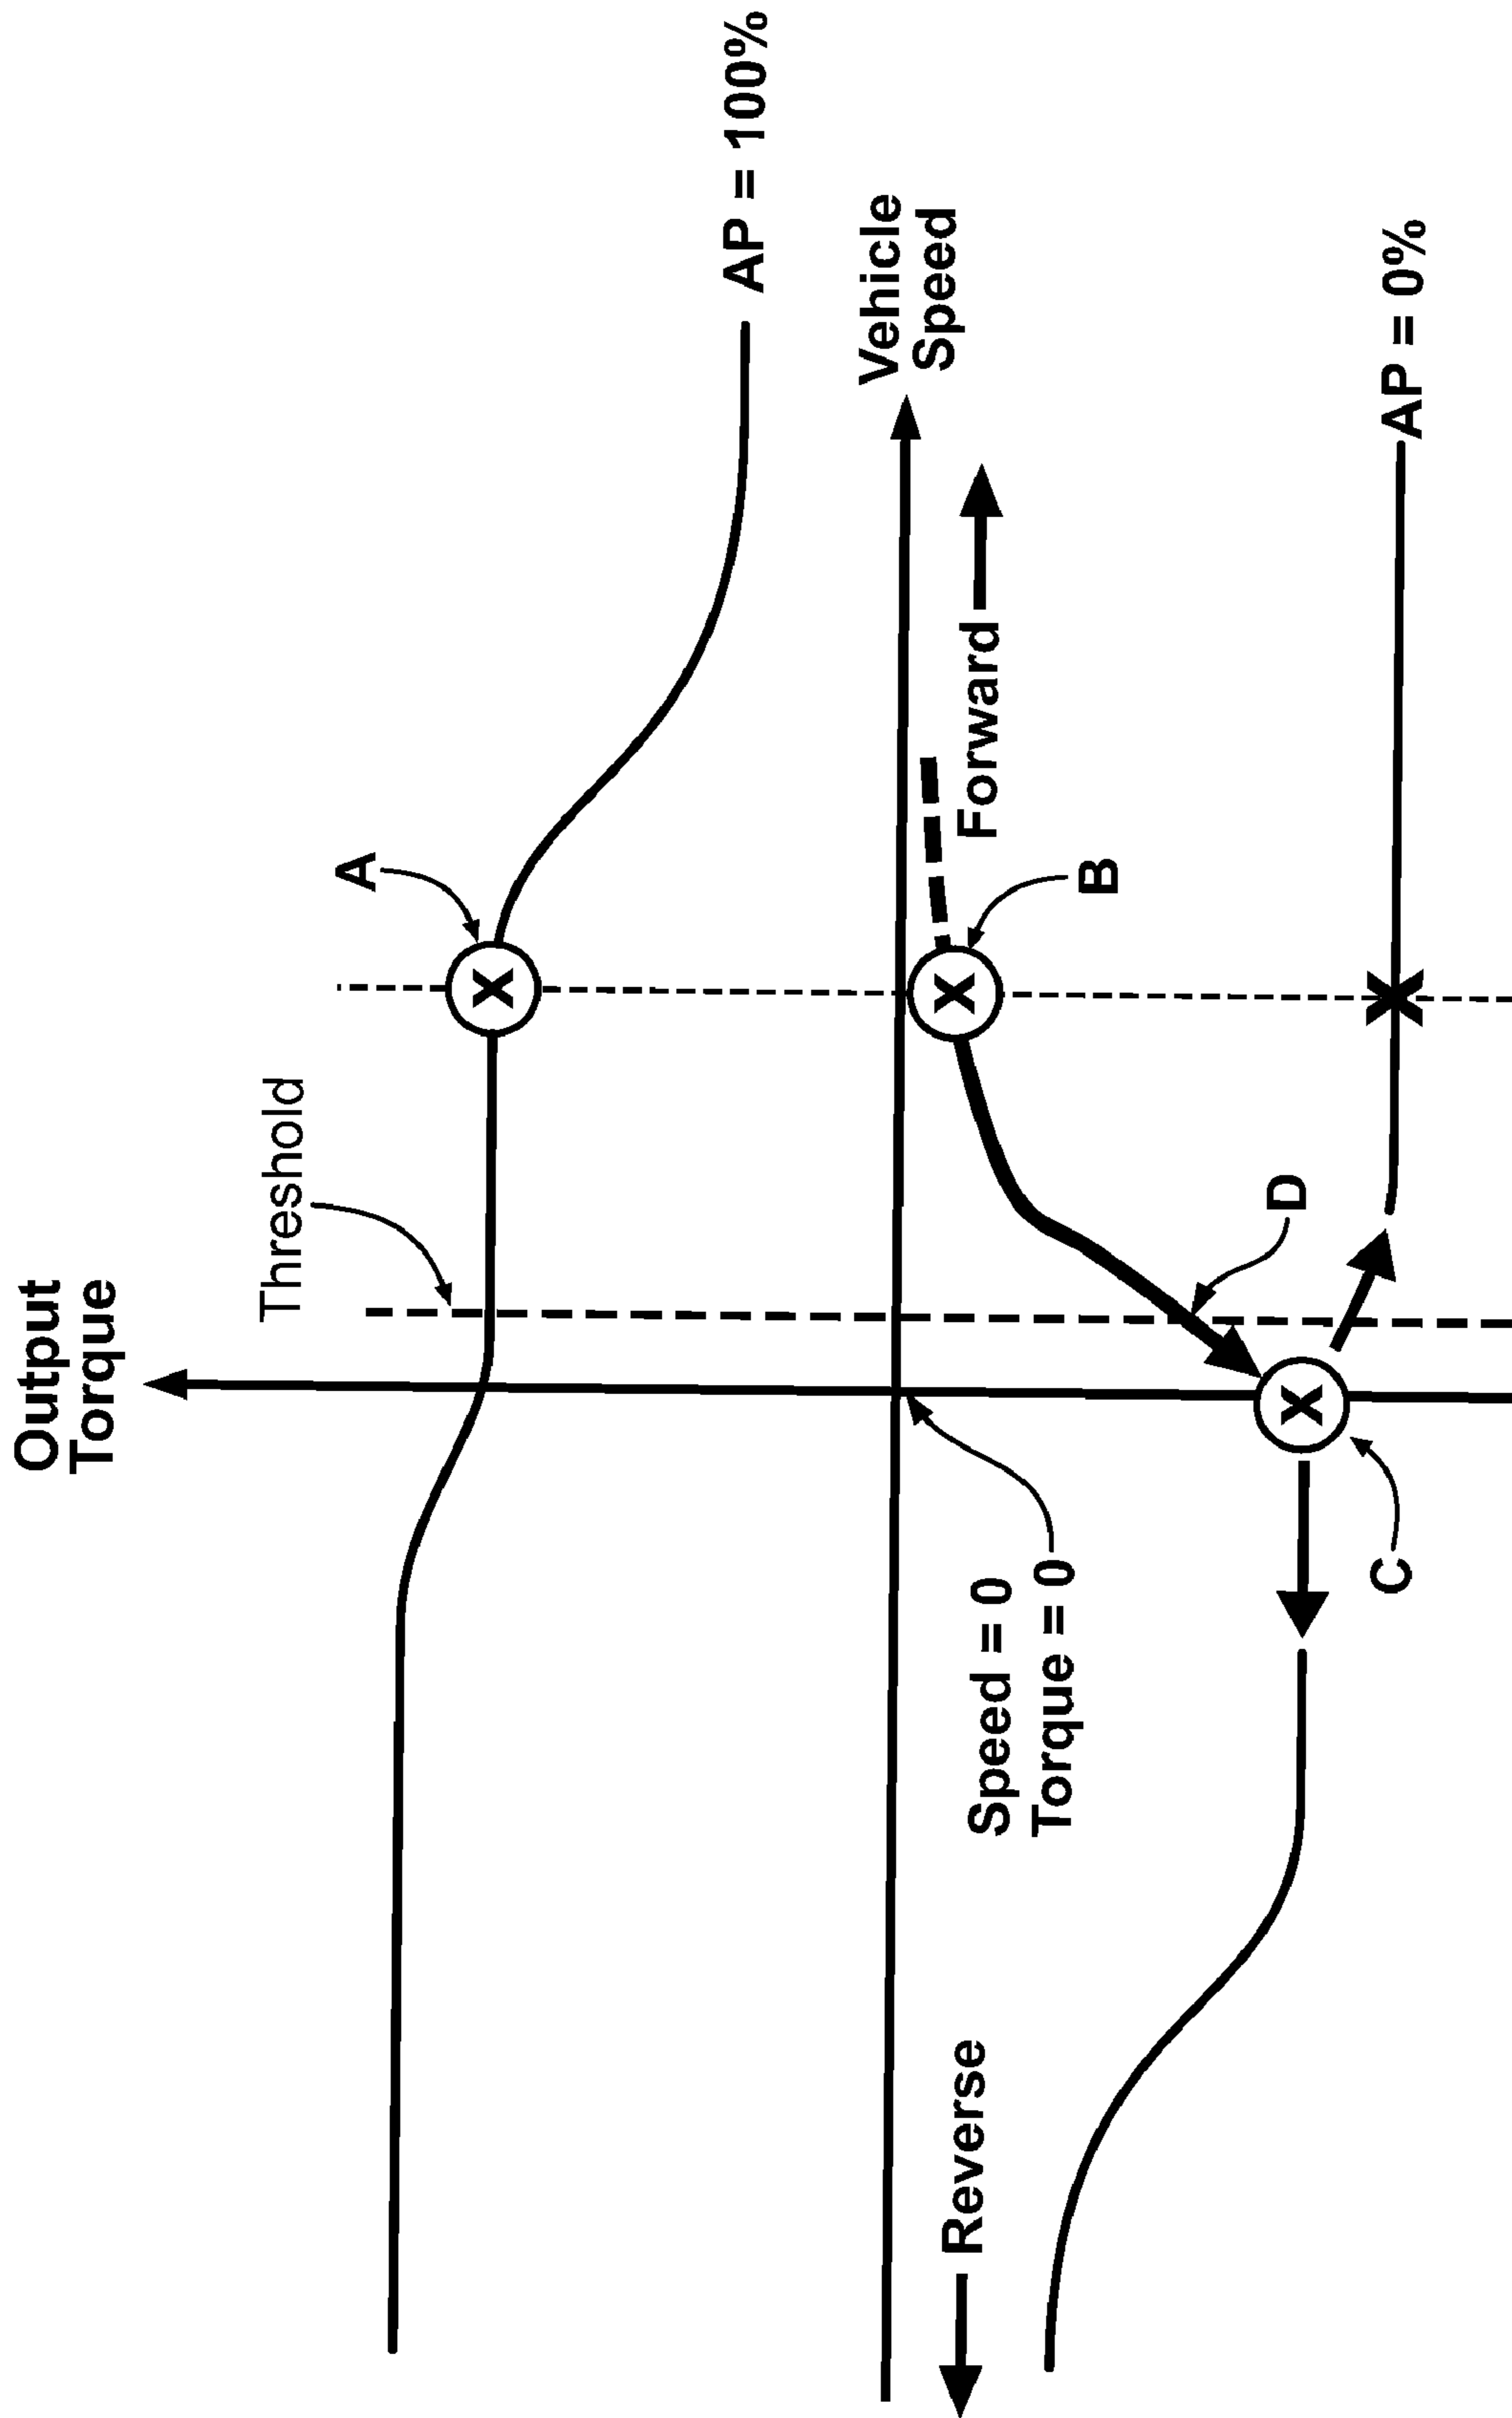 Output
Torque
Threshold
A
X
AP = 100%
Vehicle
Speed
X
Forward
B
Speed = 0
Torque = 0
Reverse
D
X
C
X
AP = 0%